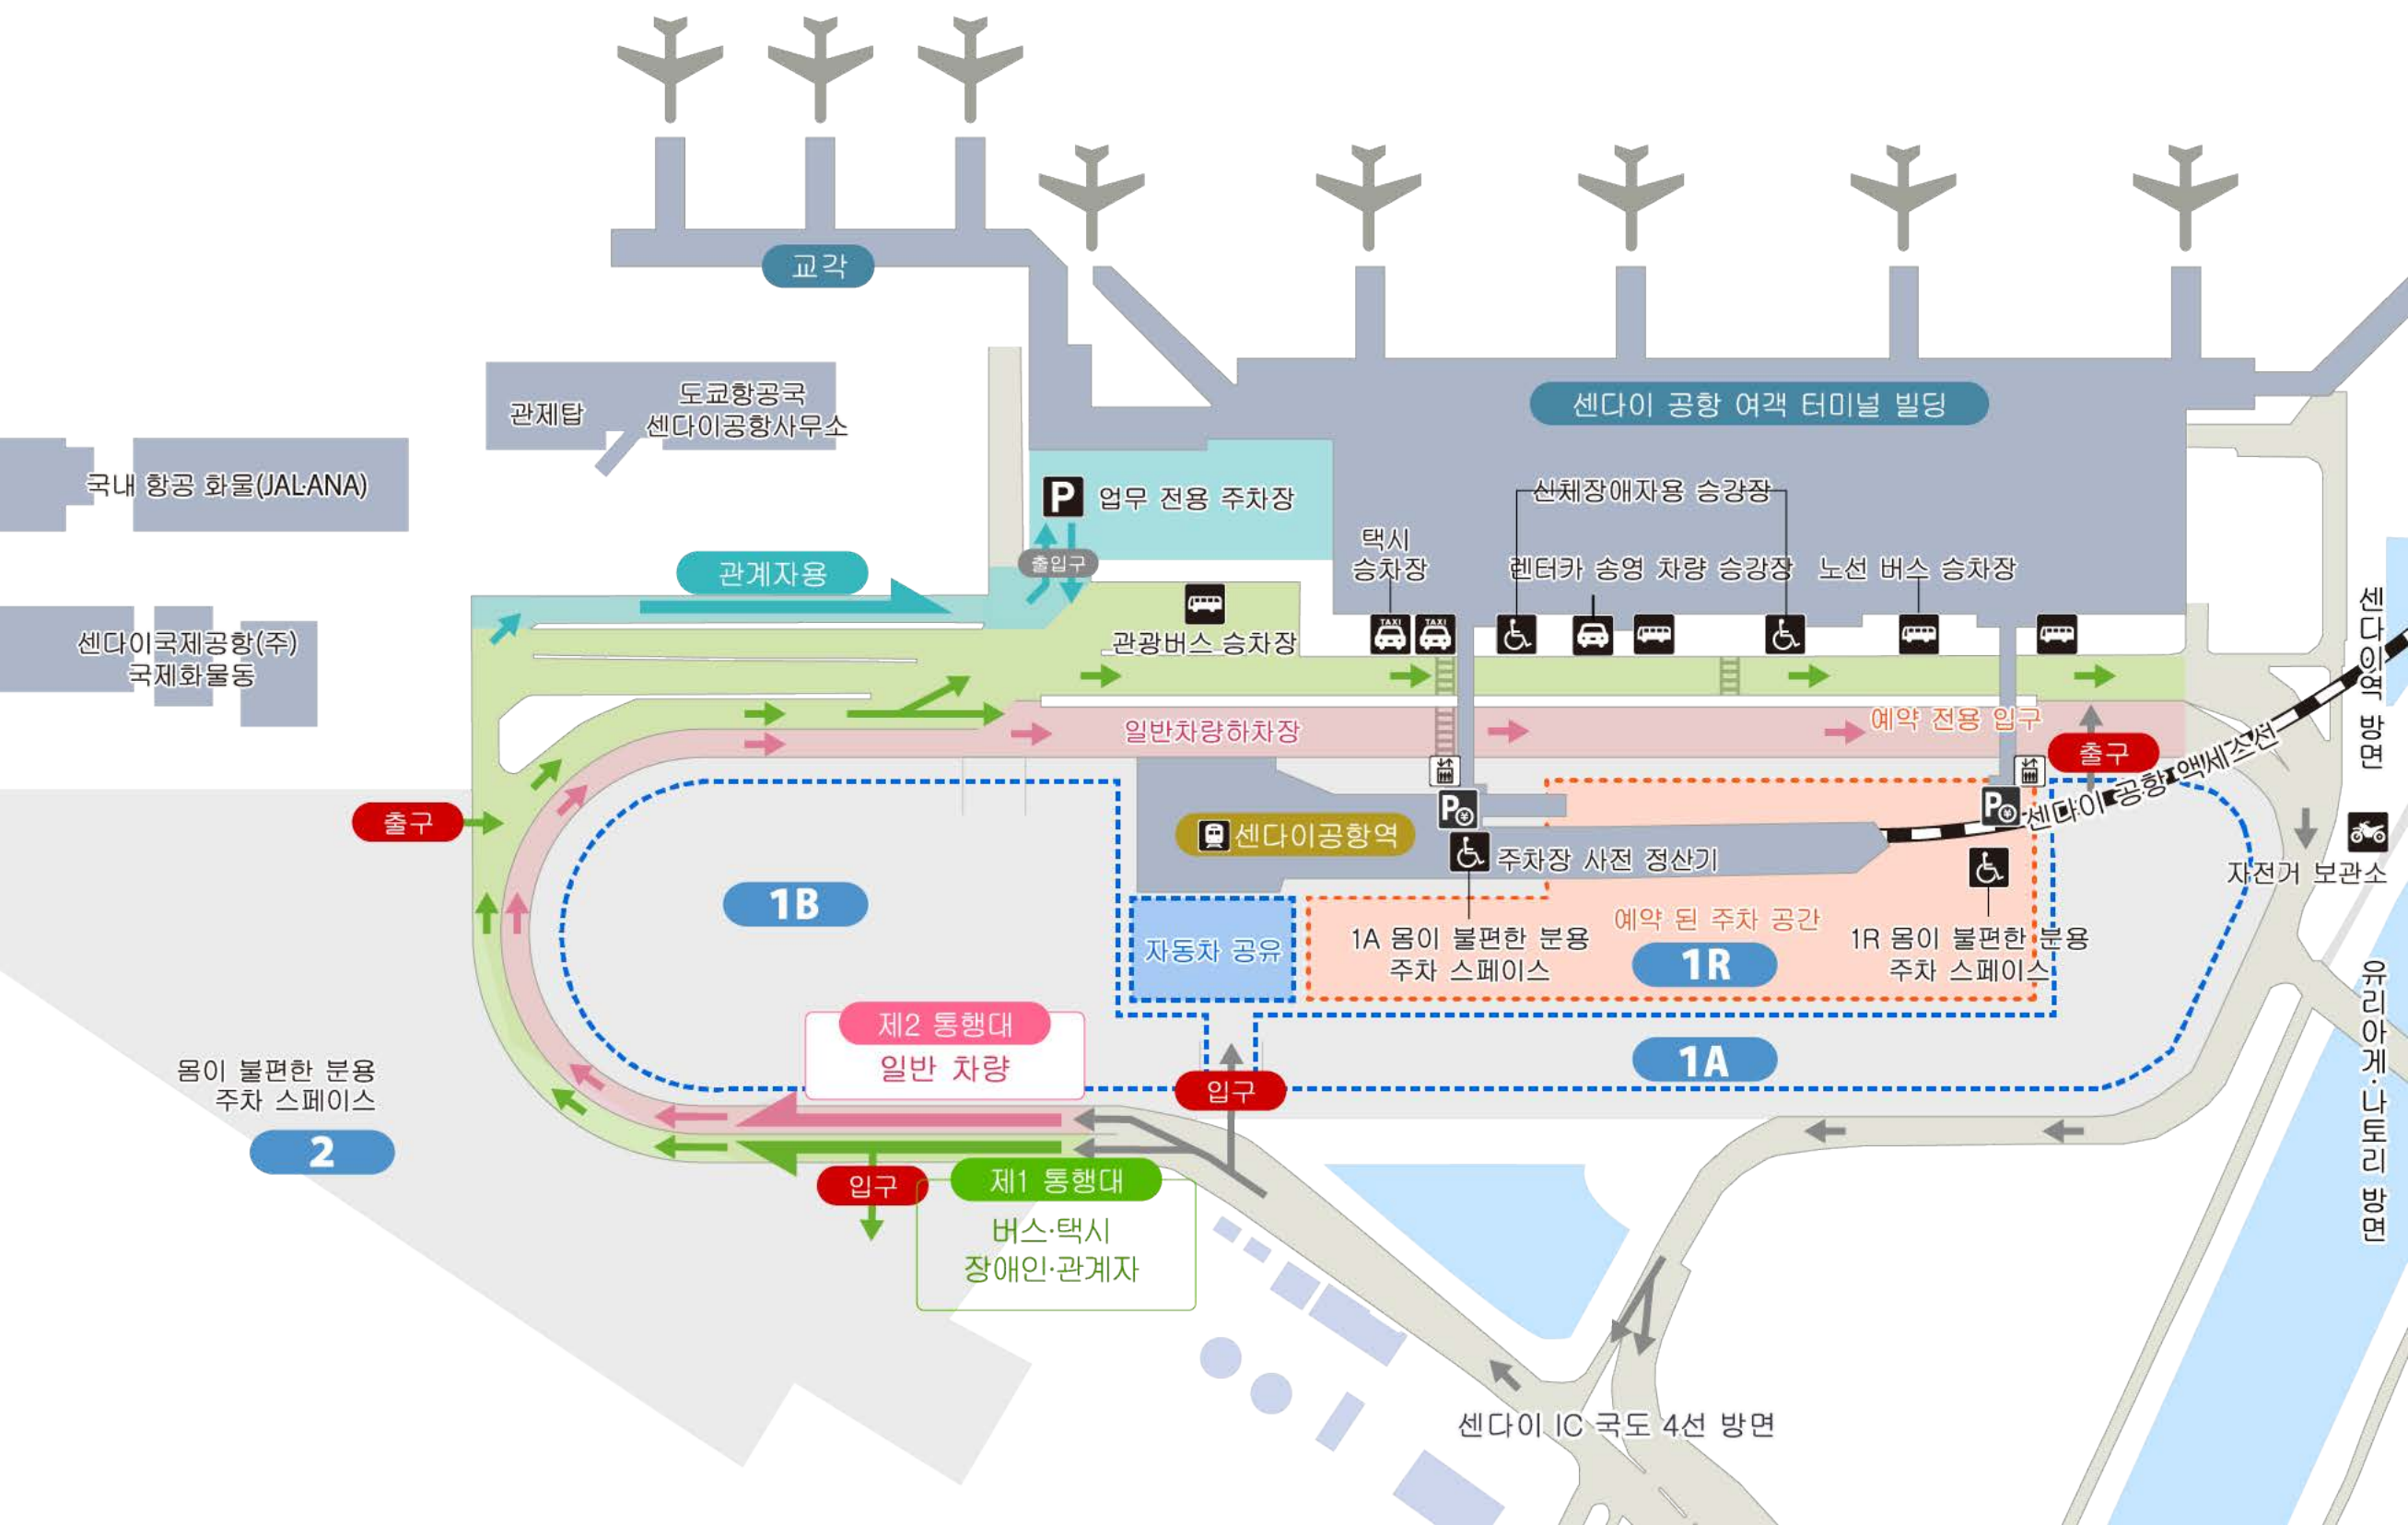 교각
센다이 공항 여객 터미널 빌딩
관제탑
도쿄항공국
센다이공항사무소
국내 항공 화물(JAL·ANA)
P
업무 전용 주차장
신체장애자용 승강장
택시
승차장
렌터카 송영 차량 승강장
노선 버스 승차장
출입구
관계자용
센다이국제공항(주)
국제화물동
관광버스 승차장
TAXI
TAXI
센다이역 방면
일반차량하차장
예약 전용 입구
출구
센다이 공항 액세스선
출구
P
P
센다이공항역
주차장 사전 정산기
자전거 보관소
1B
자동차 공유
예약 된 주차 공간
1A 몸이 불편한 분용
주차 스페이스
1R
1R 몸이 불편한 분용
주차 스페이스
유리아게·나토리 방면
제2 통행대
일반 차량
1A
입구
몸이 불편한 분용
주차 스페이스
2
입구
제1 통행대
버스·택시
장애인·관계자
센다이 IC 국도 4선 방면